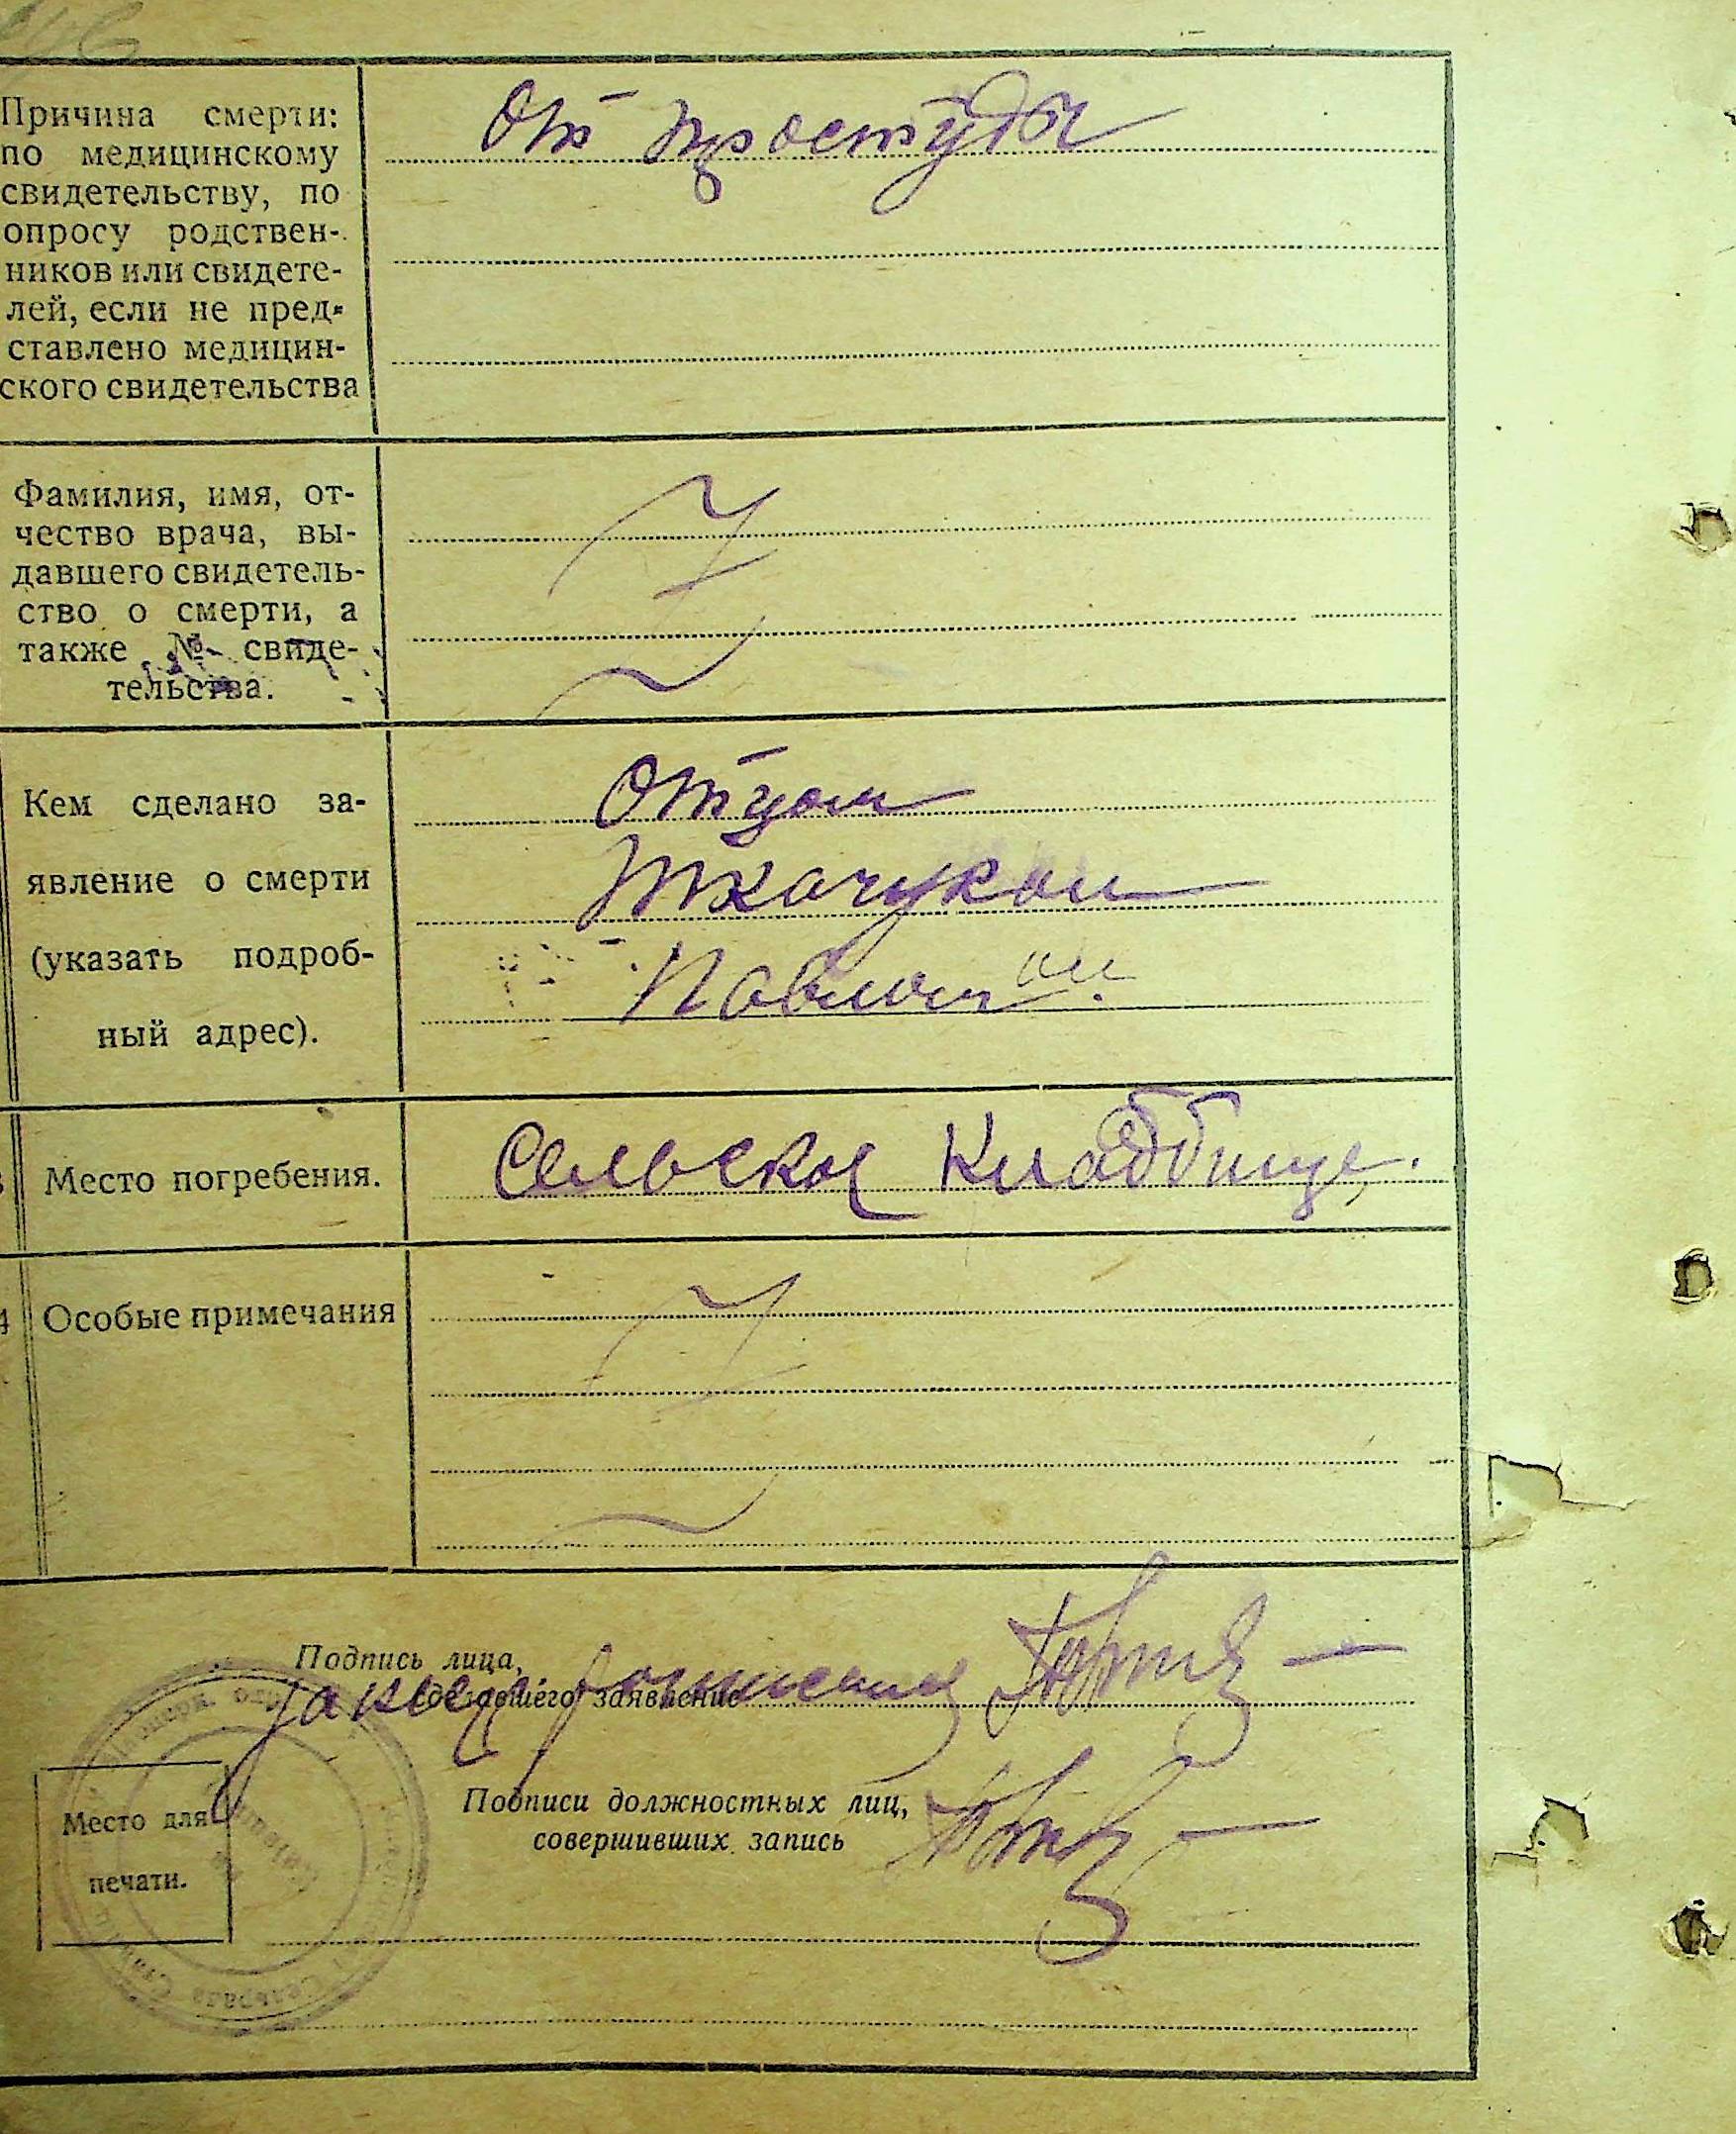 Причина смерти:
по медицинскому
свидетельству, по
опросу родствен-
ников или свидете-
лей, если не пред-
ставлено медицин-
ского свидетельства
От простуды
Фамилия, имя, от-
чество врача, вы-
давшего свидетель-
ство о смерти, а
также № свиде-
тельства.
Кем сделано за-
явление о смерти
(указать подроб-
ный адрес).
Отцом
Ткачуком
Павлом
Место погребения.
Сельское Кладбище.
4 Особые примечания
Подпись лица,
сделавшего заявление
Подписи должностных лиц,
совершивших запись
Место для
печати.